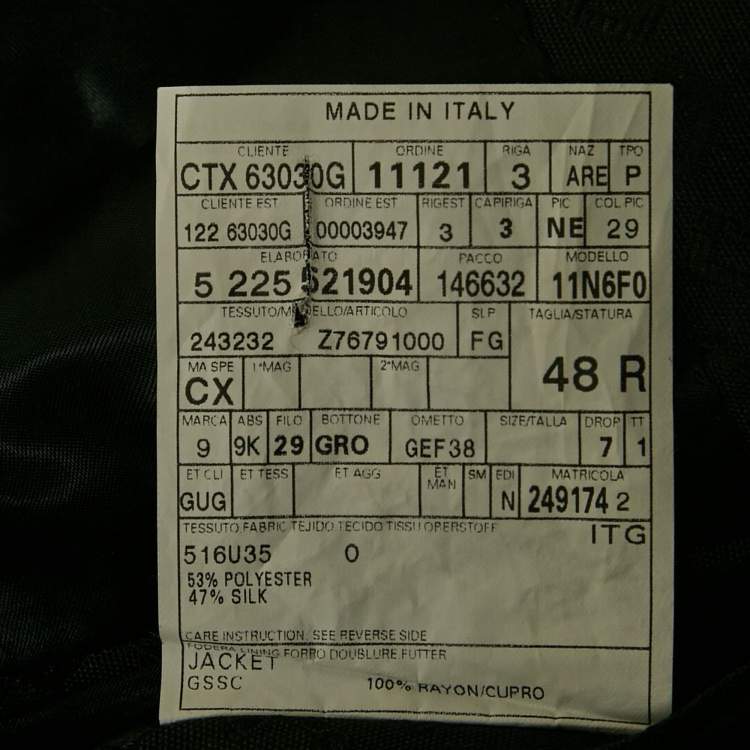 MADE IN ITALY
CLIENTE ORDINE RIGA NAZ TPO
CTX 63030G 11121 3 ARE P
CLIENTE EST ORDINE EST RIGEST CAPIRIGA PIC COL PIC
122 63030G 00003947 3 3 NE 29
ELABORATO PACCO MODELLO
5 225 521904 146632 11N6F0
TESSUTO/MODELLO/ARTICOLO SLP TAGLIA/STATURA
243232 Z76791000 FG 48 R
MA SPE 1°MAG 2°MAG
CX
MARCA ABS FILO BOTTONE OMETTO SIZE/TALLA DROP TT
9 9K 29 GRO GEF38 7 1
ET CLI ET TESS ET AGG ET MAN SM EDI MATRICOLA
GUG N 249174 2
TESSUTO FABRIC TEJIDO TECIDO TISSU OPERSTOFF ITG
516U35 0
53% POLYESTER
47% SILK
CARE INSTRUCTION. SEE REVERSE SIDE
FODERA LINING FORRO DOUBLURE FUTTER
JACKET
GSSC 100% RAYON/CUPRO